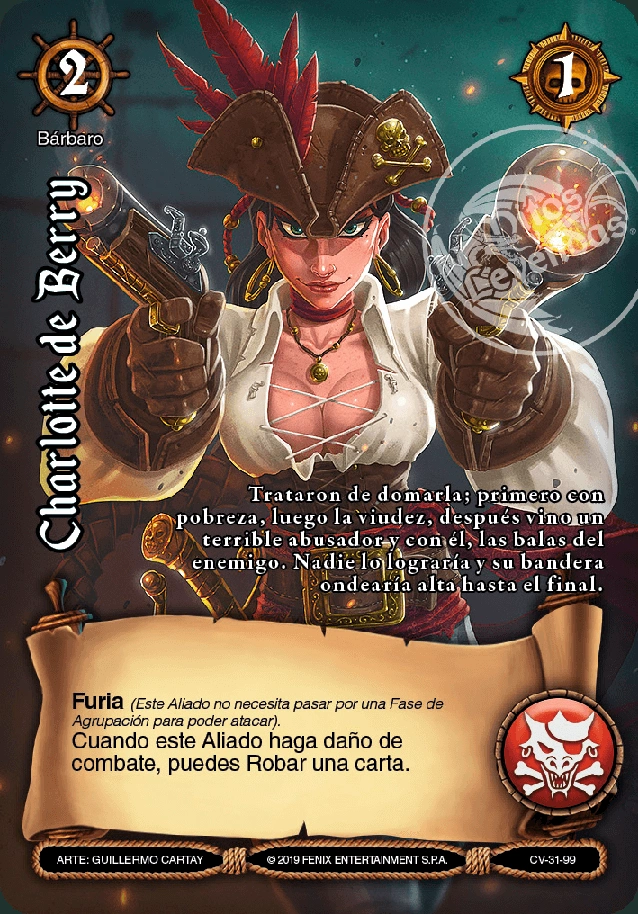 2
1
Bárbaro
Mitos
Leyendas
Charlotte de Berry
Trataron de domarla; primero con
pobreza, luego la viudez, después vino un
terrible abusador y con él, las balas del
enemigo. Nadie lo lograría y su bandera
ondearía alta hasta el final.
Furia (Este Aliado no necesita pasar por una Fase de
Agrupación para poder atacar).
Cuando este Aliado haga daño de
combate, puedes Robar una carta.
ARTE: GUILLERMO CARTAY
© 2019 FENIX ENTERTAINMENT S.P.A.
CV-31-99